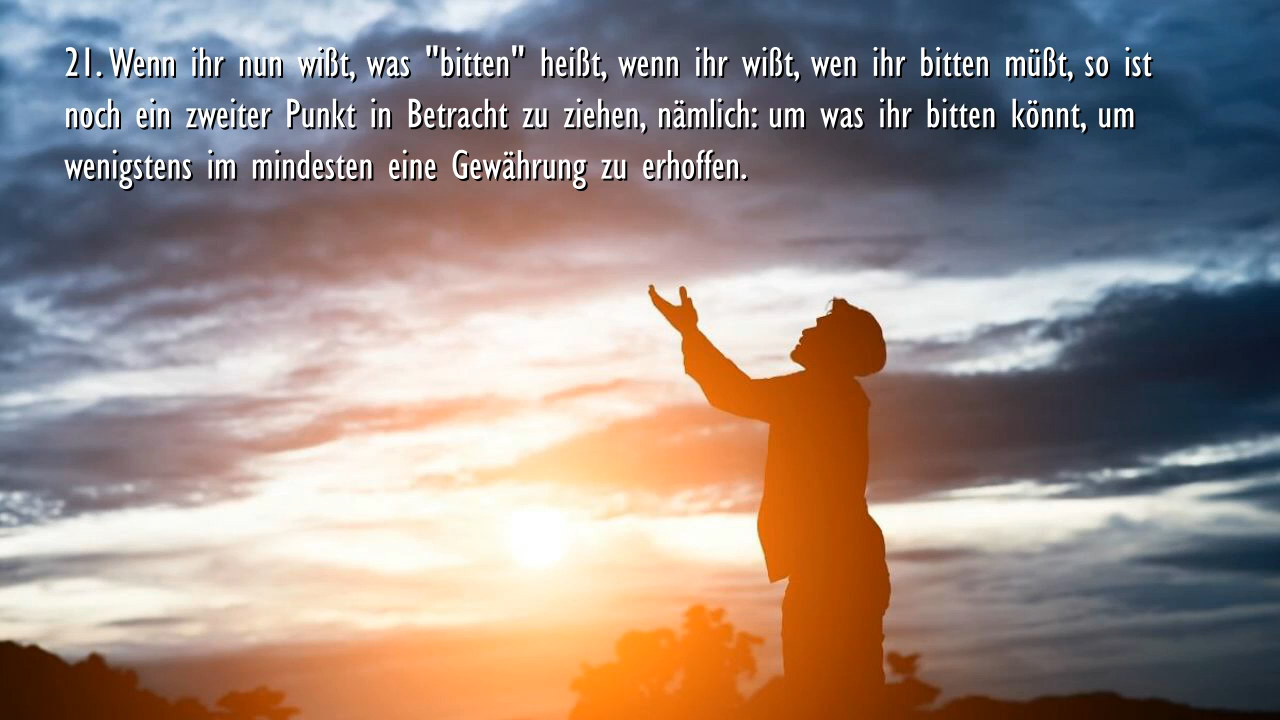 21. Wenn ihr nun wißt, was "bitten" heißt, wenn ihr wißt, wen ihr bitten müßt, so ist
noch ein zweiter Punkt in Betracht zu ziehen, nämlich: um was ihr bitten könnt, um
wenigstens im mindesten eine Gewährung zu erhoffen.